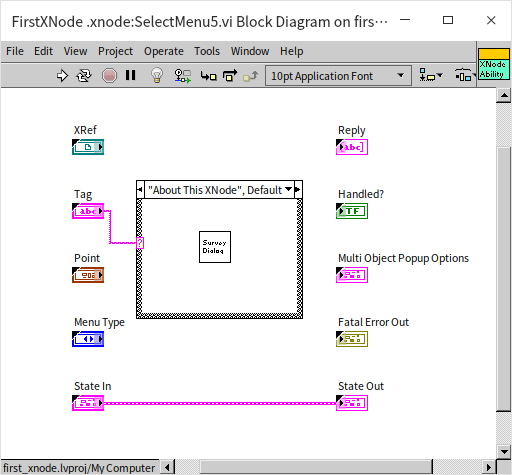 FirstXNode .xnode:SelectMenu5.vi Block Diagram on firs...
File Edit View Project Operate Tools Window Help
10pt Application Font
XNode
Ability
XRef
Reply
abc
Tag
"About This XNode", Default
Handled?
abc
TF
?
Survey
Dialog
Point
Multi Object Popup Options
Menu Type
Fatal Error Out
State In
State Out
first_xnode.lvproj/My Computer